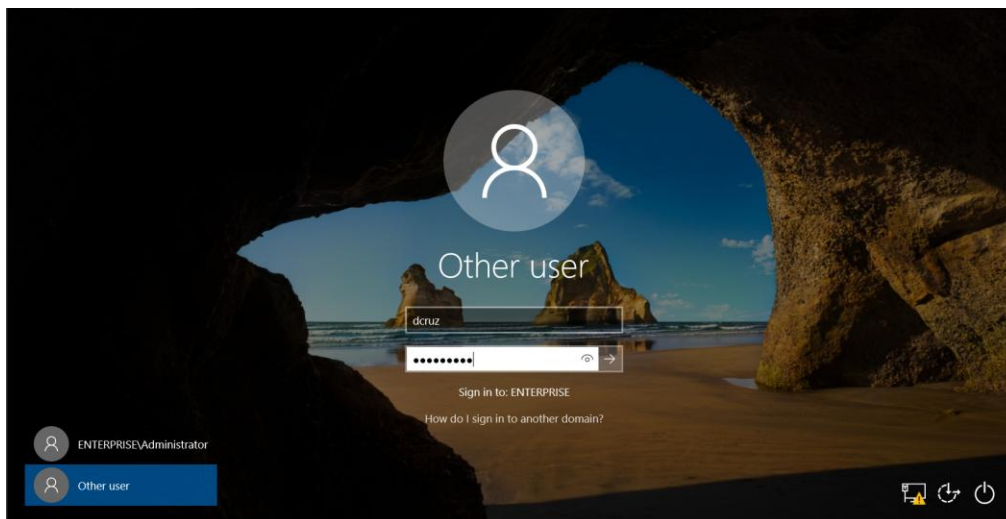 Other user
dcruz
Sign in to: ENTERPRISE
How do I sign in to another domain?
ENTERPRISE\Administrator
Other user